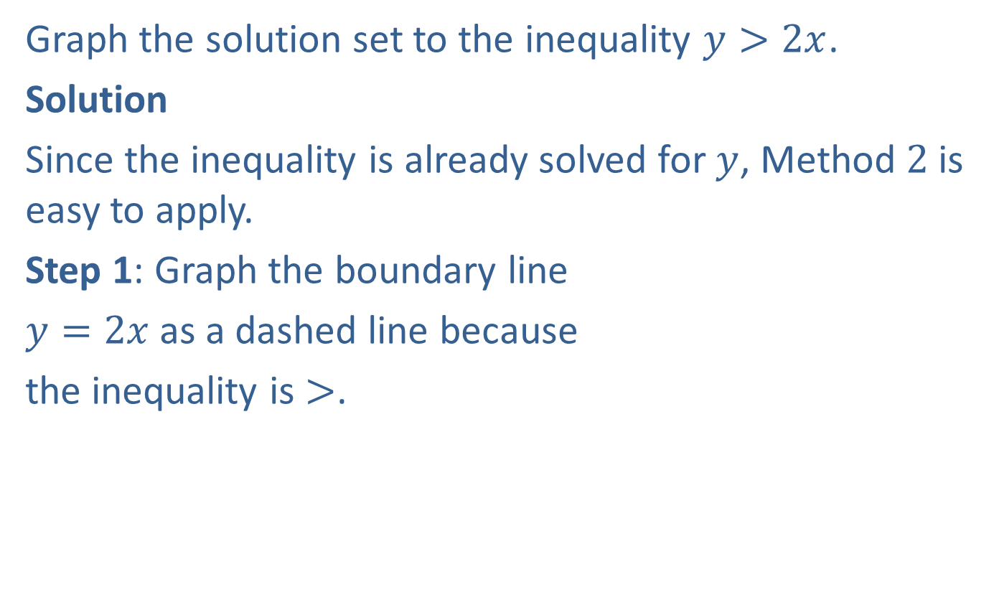 Graph the solution set to the inequality y > 2x.
Solution
Since the inequality is already solved for y, Method 2 is
easy to apply.
Step 1: Graph the boundary line
y = 2x as a dashed line because
the inequality is >.